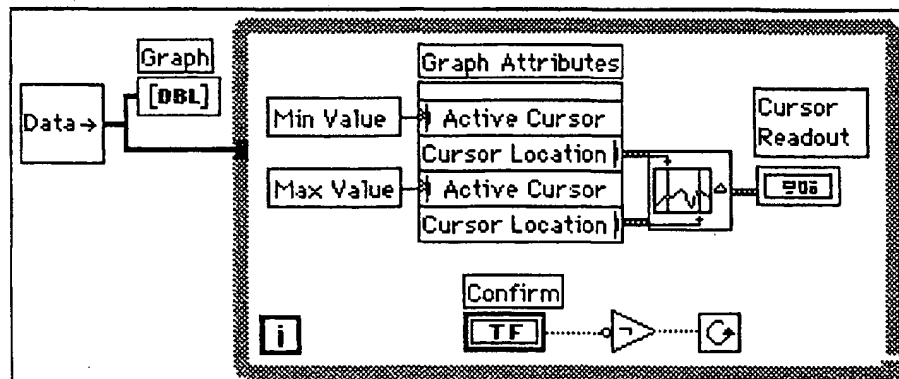 Graph
[DBL]
Data
Graph Attributes
Min Value
Active Cursor
Cursor Location
Max Value
Active Cursor
Cursor Location
Cursor
Readout
Confirm
TF
i